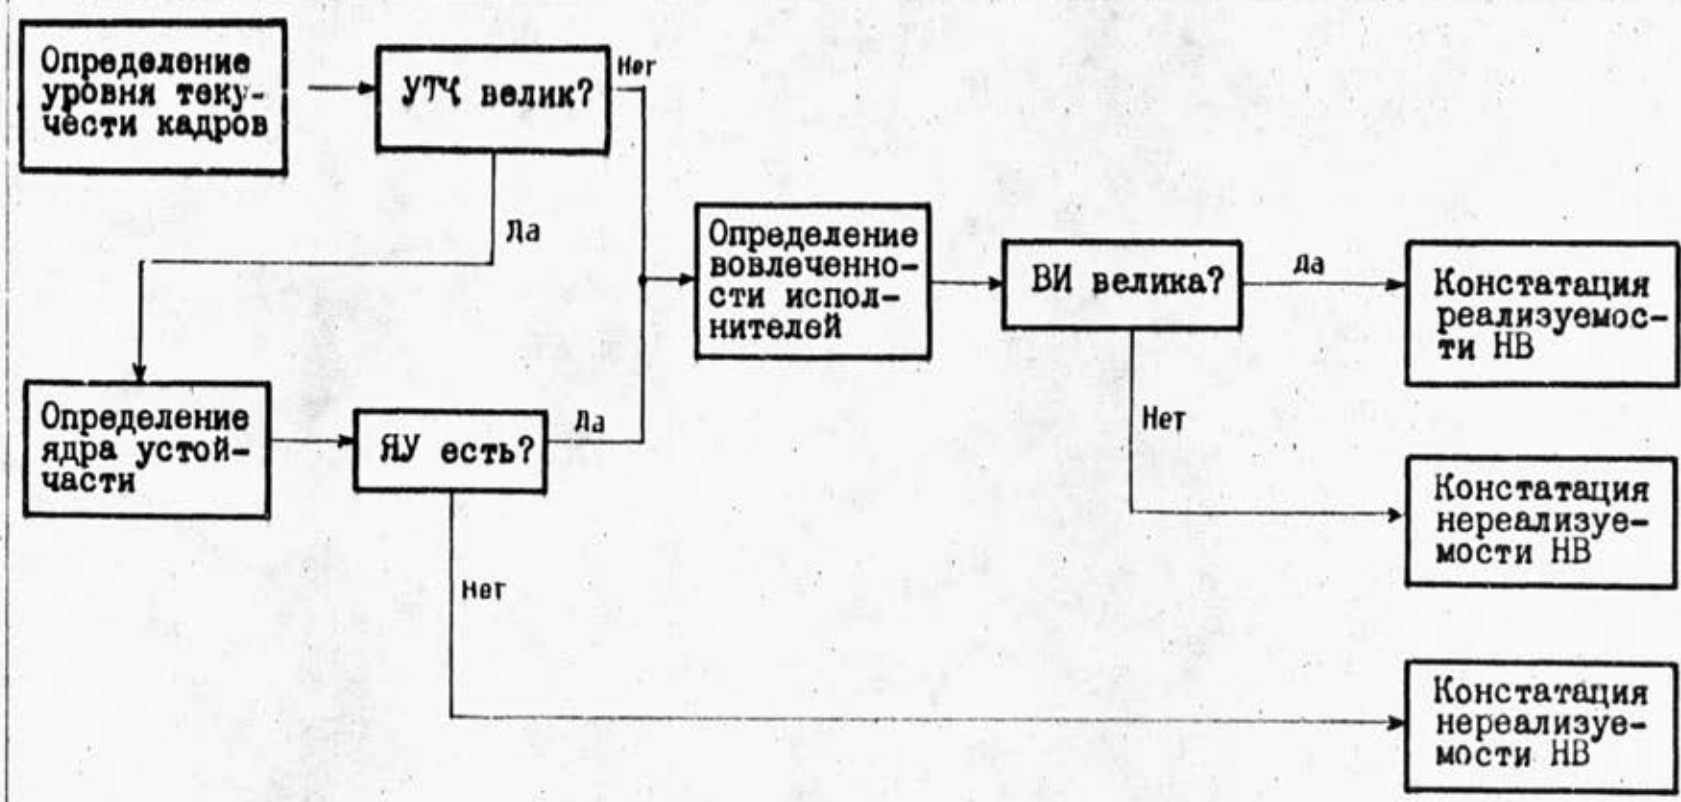 Определение
уровня теку-
чести кадров
УТК велик?
Нет
Да
Определение
ядра устой-
части
ЯУ есть?
Да
Нет
Определение
вовлеченно-
сти испол-
нителей
ВИ велика?
Да
Нет
Констатация
реализуемос-
ти НВ
Констатация
нереализуе-
мости НВ
Констатация
нереализуе-
мости НВ